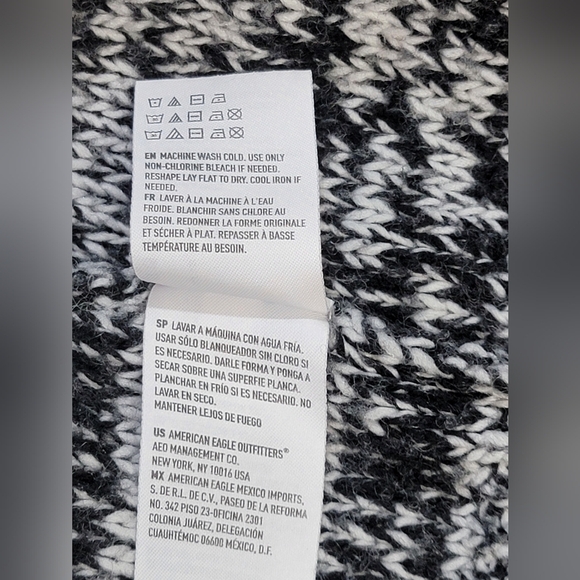 EN MACHINE WASH COLD. USE ONLY
NON-CHLORINE BLEACH IF NEEDED.
RESHAPE LAY FLAT TO DRY. COOL IRON IF
NEEDED.
FR LAVER À LA MACHINE À L'EAU
FROIDE. BLANCHIR SANS CHLORE AU
BESOIN. REDONNER LA FORME ORIGINALE
ET SÉCHER À PLAT. REPASSER À BASSE
TEMPÉRATURE AU BESOIN.
SP LAVAR A MÁQUINA CON AGUA FRÍA.
USAR SÓLO BLANQUEADOR SIN CLORO SI
ES NECESARIO. DARLE FORMA Y PONGA A
SECAR SOBRE UNA SUPERFIE PLANCA.
PLANCHAR EN FRÍO SI ES NECESARIO. NO
LAVAR EN SECO.
MANTENER LEJOS DE FUEGO
US AMERICAN EAGLE OUTFITTERS®
AEO MANAGEMENT CO.
NEW YORK, NY 10016 USA
MX AMERICAN EAGLE MEXICO IMPORTS,
S. DE R.L. DE C.V., PASEO DE LA REFORMA
NO. 342 PISO 23-OFICINA 2301
COLONIA JUÁREZ, DELEGACIÓN
CUAUHTÉMOC 06600 MÉXICO, D.F.